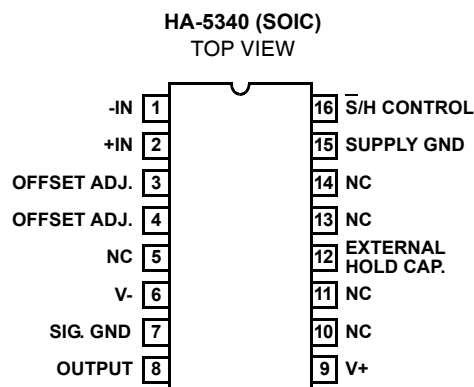 HA-5340 (SOIC)
TOP VIEW
-IN 1
+IN 2
OFFSET ADJ. 3
OFFSET ADJ. 4
NC 5
V- 6
SIG. GND 7
OUTPUT 8
16 S̅/H CONTROL
15 SUPPLY GND
14 NC
13 NC
12 EXTERNAL
HOLD CAP.
11 NC
10 NC
9 V+